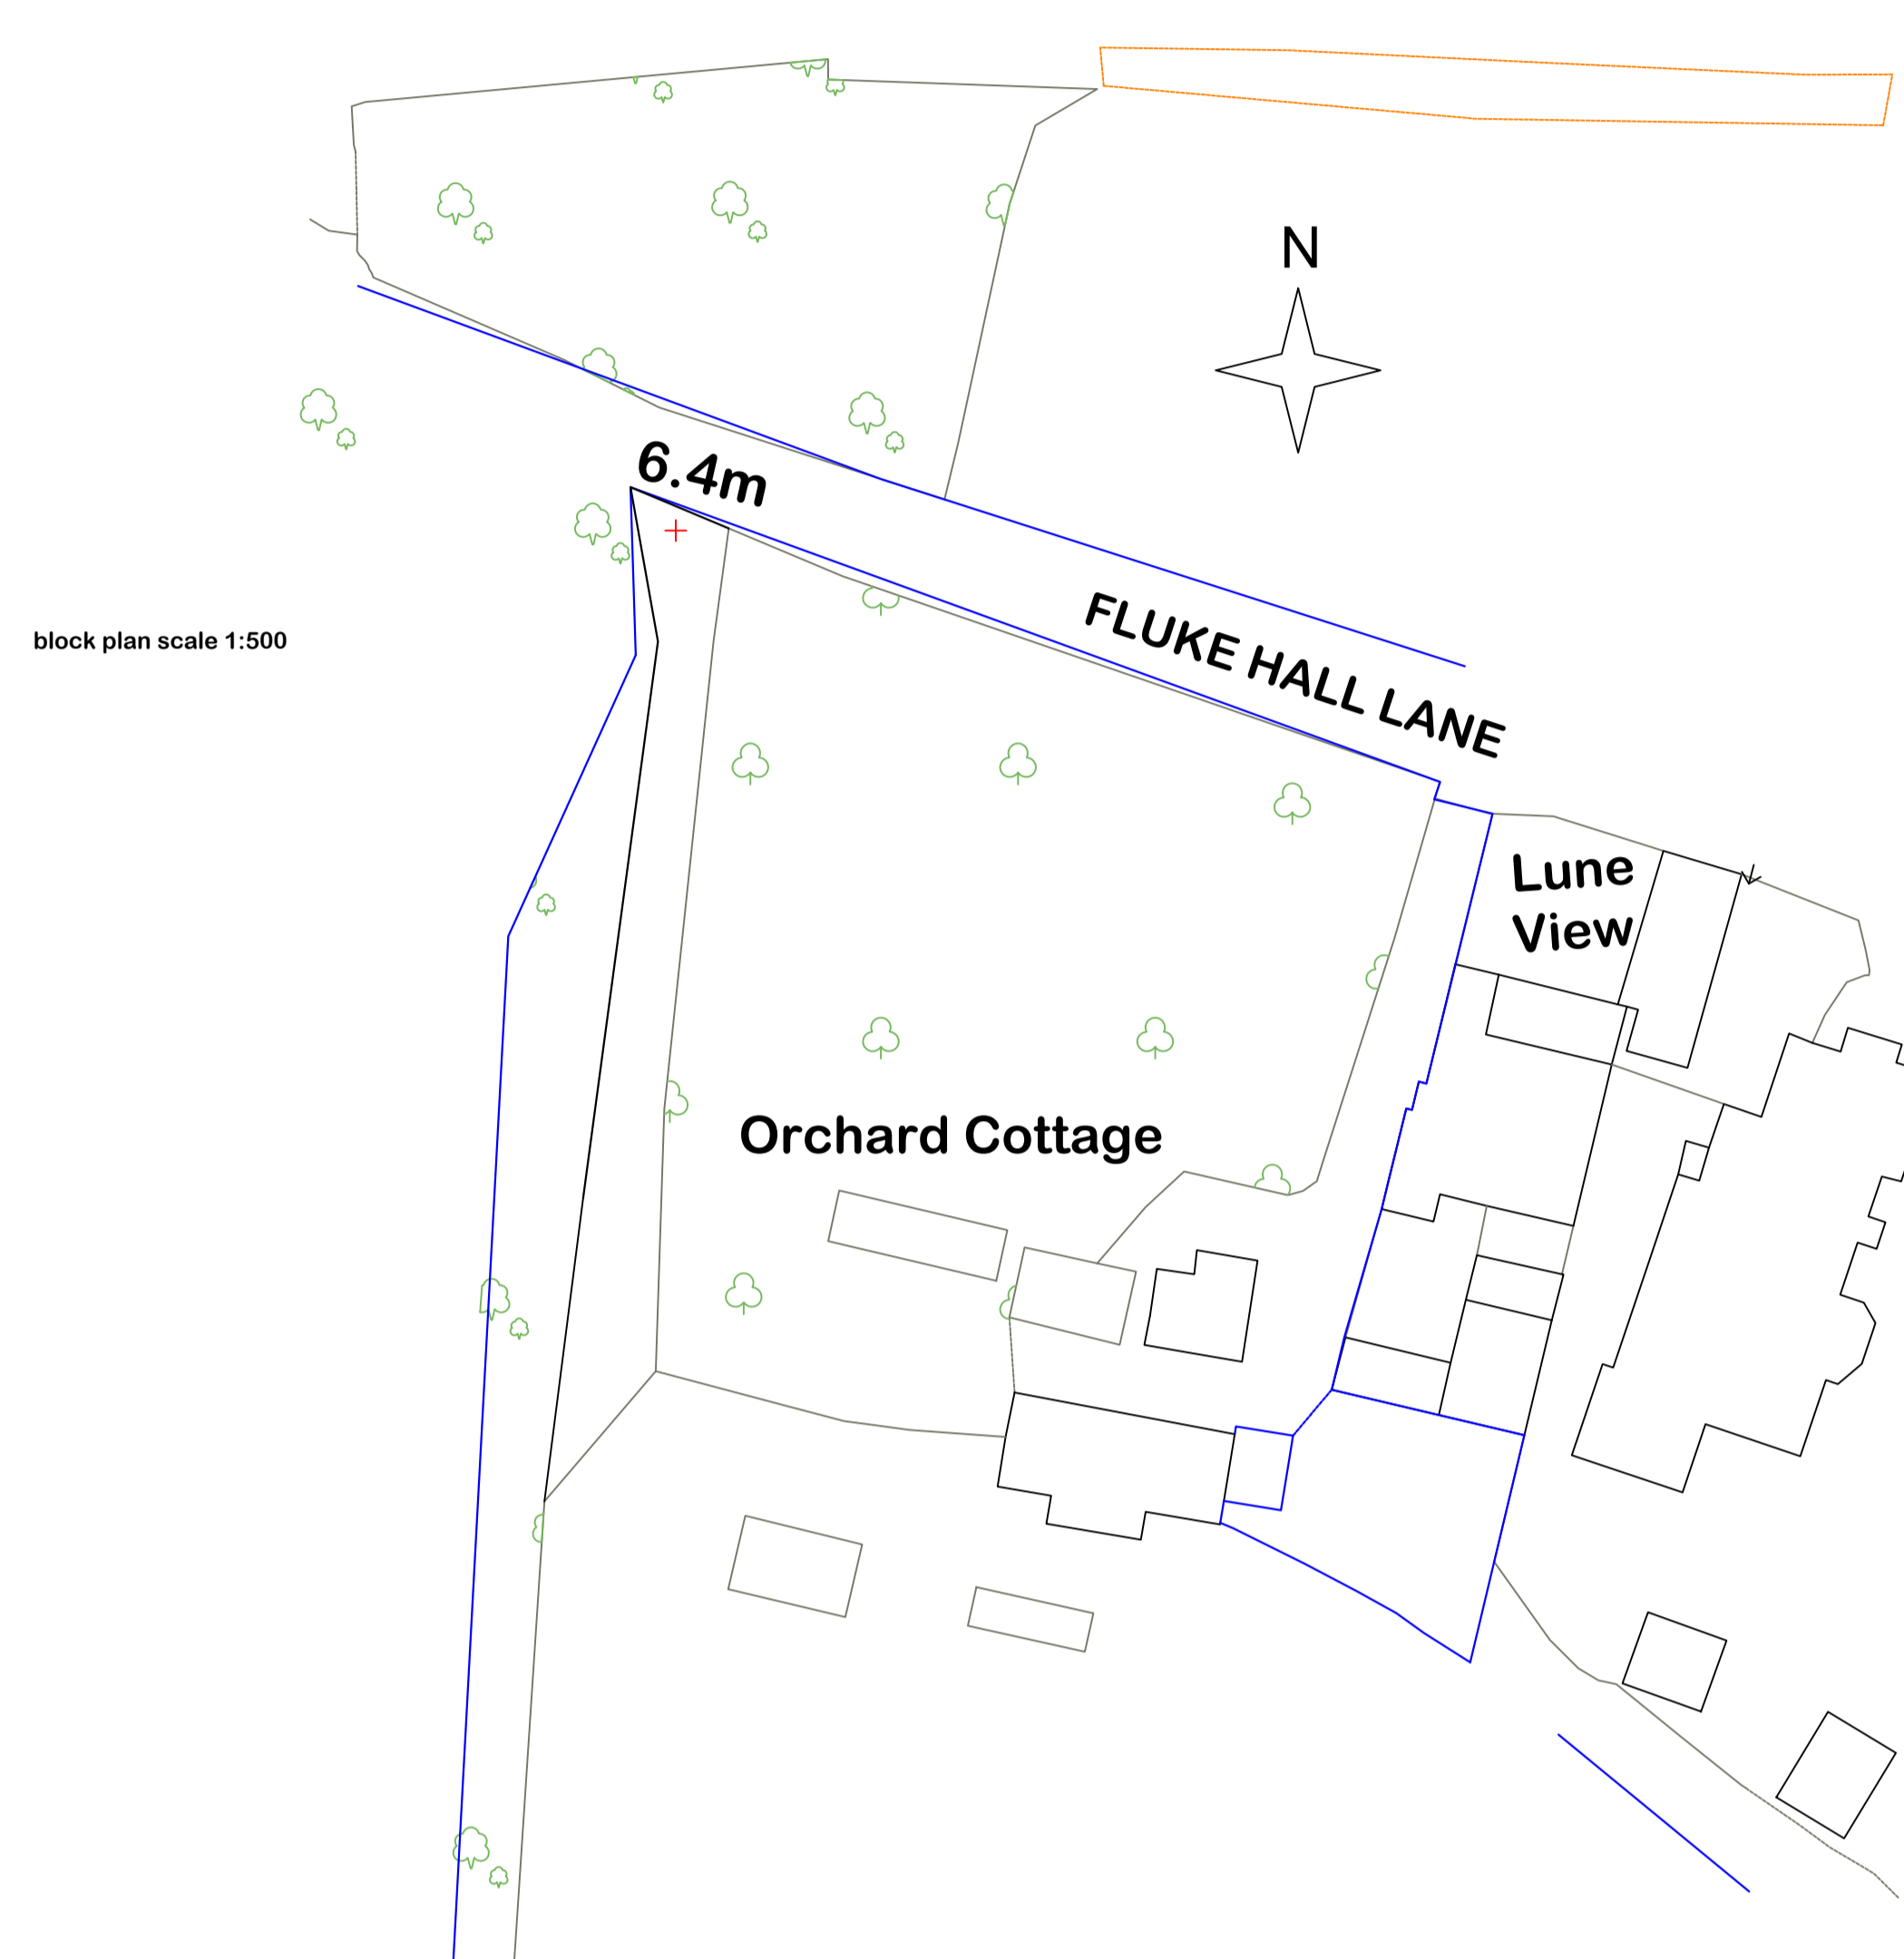 N
6.4m
FLUKE HALL LANE
block plan scale 1:500
Lune
View
Orchard Cottage